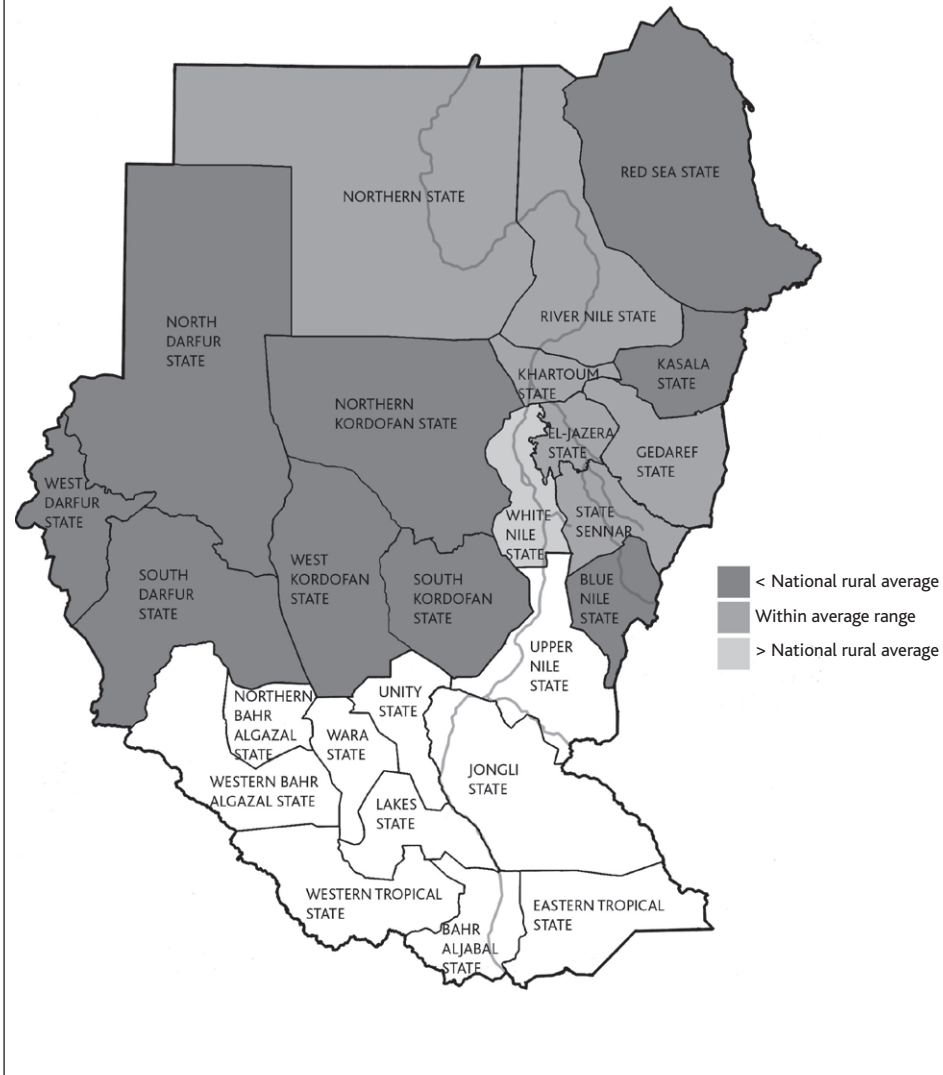 RED SEA STATE
NORTHERN STATE
RIVER NILE STATE
NORTH
DARFUR
STATE
KHARTOUM
STATE
KASALA
STATE
NORTHERN
KORDOFAN STATE
EL-JAZERA
STATE
GEDAREF
STATE
WEST
DARFUR
STATE
WHITE
NILE
STATE
STATE
SENNAR
SOUTH
DARFUR
STATE
WEST
KORDOFAN
STATE
SOUTH
KORDOFAN
STATE
BLUE
NILE
STATE
< National rural average
Within average range
> National rural average
UPPER
NILE
STATE
NORTHERN
BAHR
ALGAZAL
STATE
UNITY
STATE
WARA
STATE
WESTERN BAHR
ALGAZAL STATE
LAKES
STATE
JONGLI
STATE
WESTERN TROPICAL
STATE
EASTERN TROPICAL
STATE
BAHR
ALJABAL
STATE